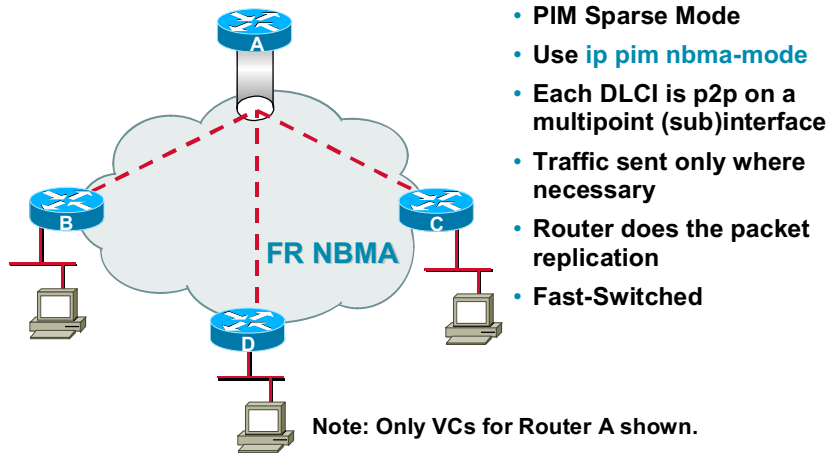 A
B
C
D
FR NBMA
• PIM Sparse Mode
• Use ip pim nbma-mode
• Each DLCI is p2p on a
multipoint (sub)interface
• Traffic sent only where
necessary
• Router does the packet
replication
• Fast-Switched
Note: Only VCs for Router A shown.